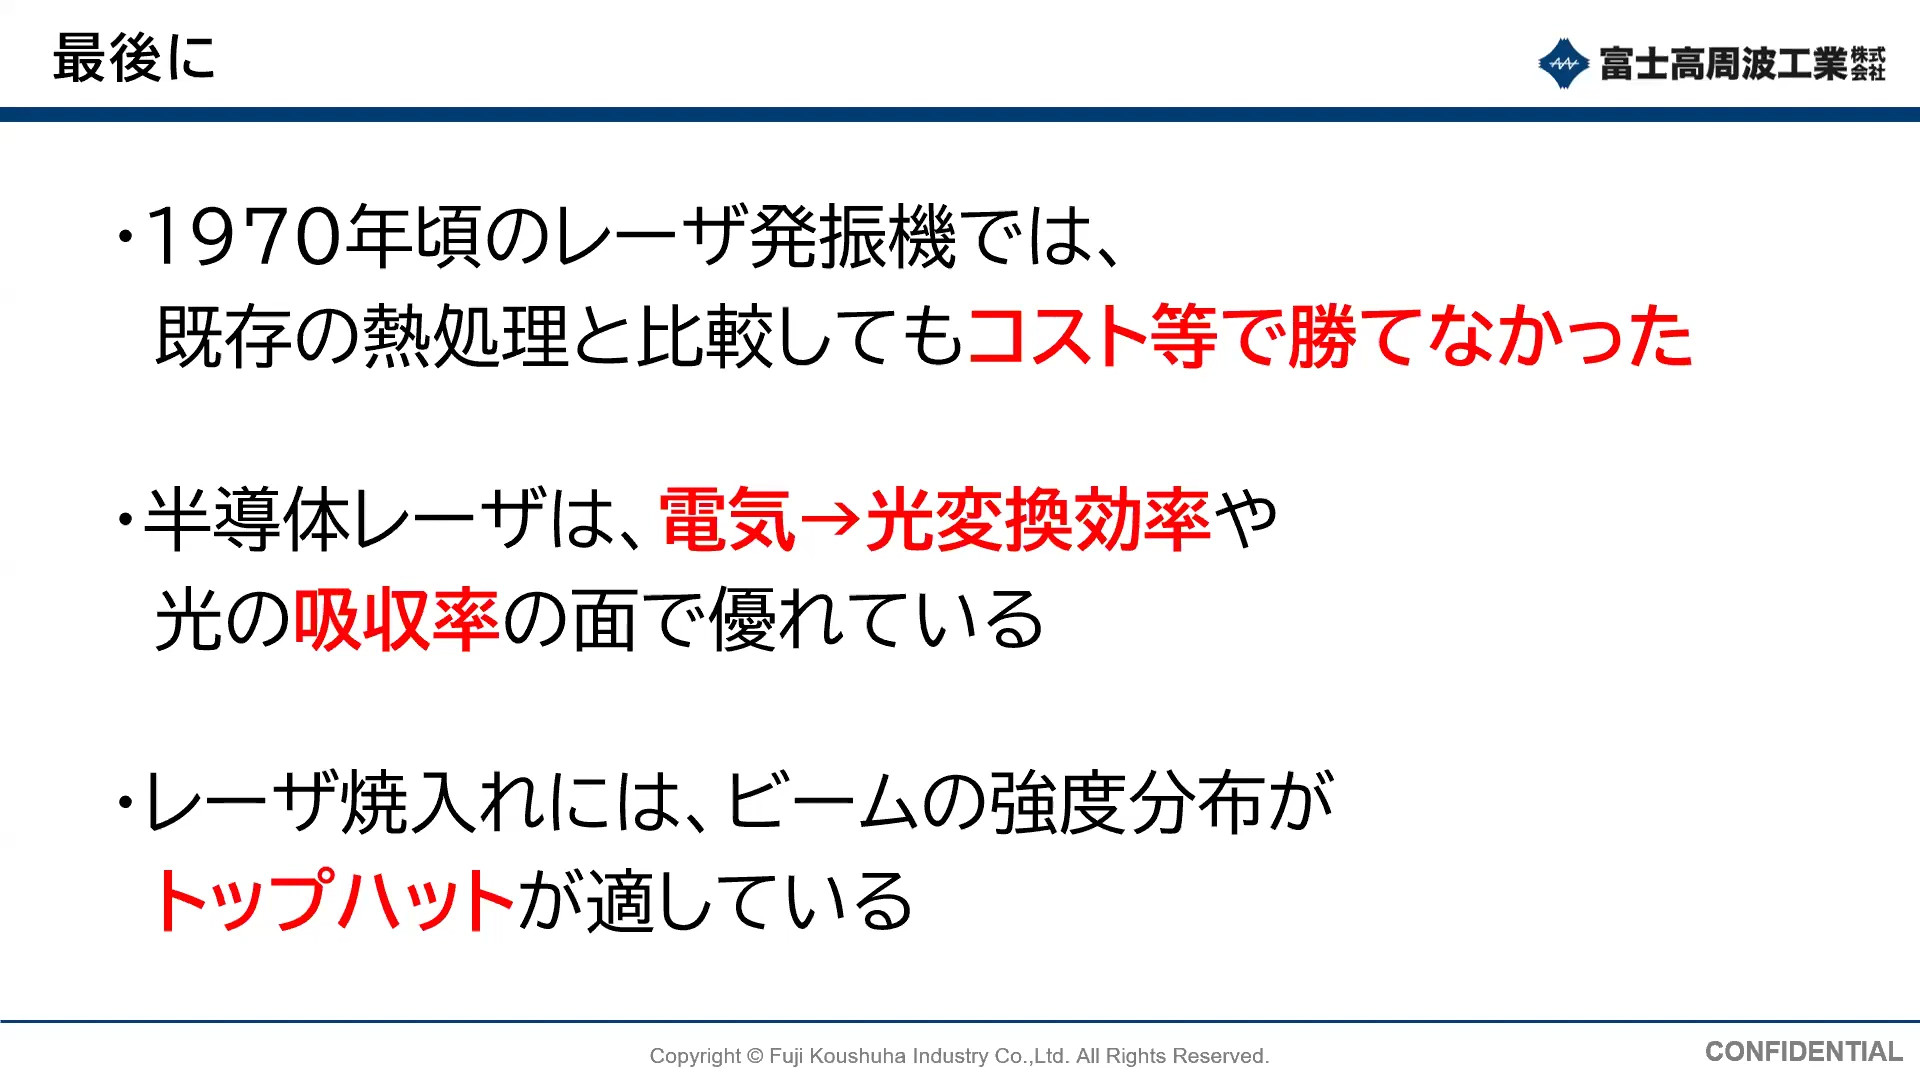 最後に
富士高周波工業株式会社
・1970年頃のレーザ発振機では、
既存の熱処理と比較してもコスト等で勝てなかった
・半導体レーザは、電気→光変換効率や
光の吸収率の面で優れている
・レーザ焼入れには、ビームの強度分布が
トップハットが適している
Copyright © Fuji Koushuha Industry Co.,Ltd. All Rights Reserved.
CONFIDENTIAL